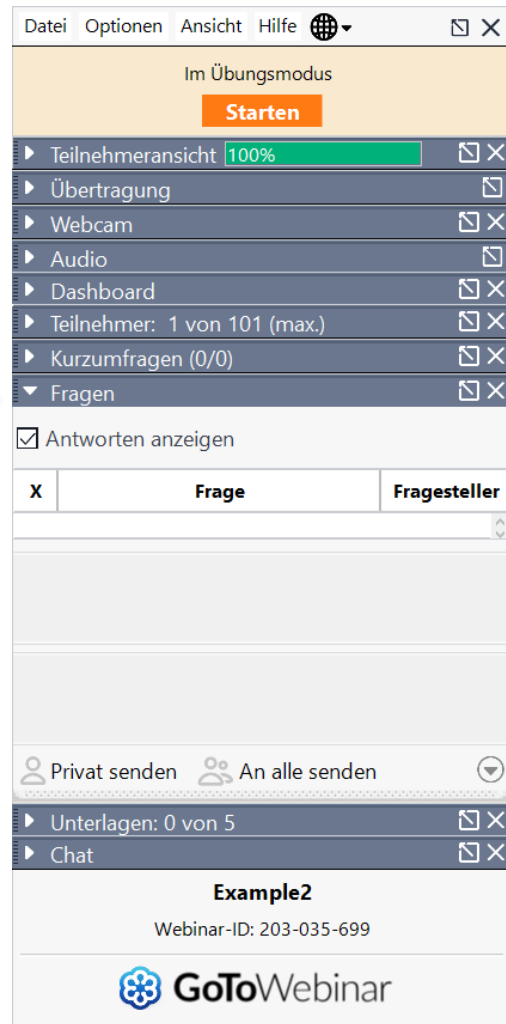 Datei Optionen Ansicht Hilfe
Im Übungsmodus
Starten
Teilnehmeransicht 100%
Übertragung
Webcam
Audio
Dashboard
Teilnehmer: 1 von 101 (max.)
Kurzumfragen (0/0)
Fragen
Antworten anzeigen
X Frage Fragesteller
Privat senden An alle senden
Unterlagen: 0 von 5
Chat
Example2
Webinar-ID: 203-035-699
GoToWebinar